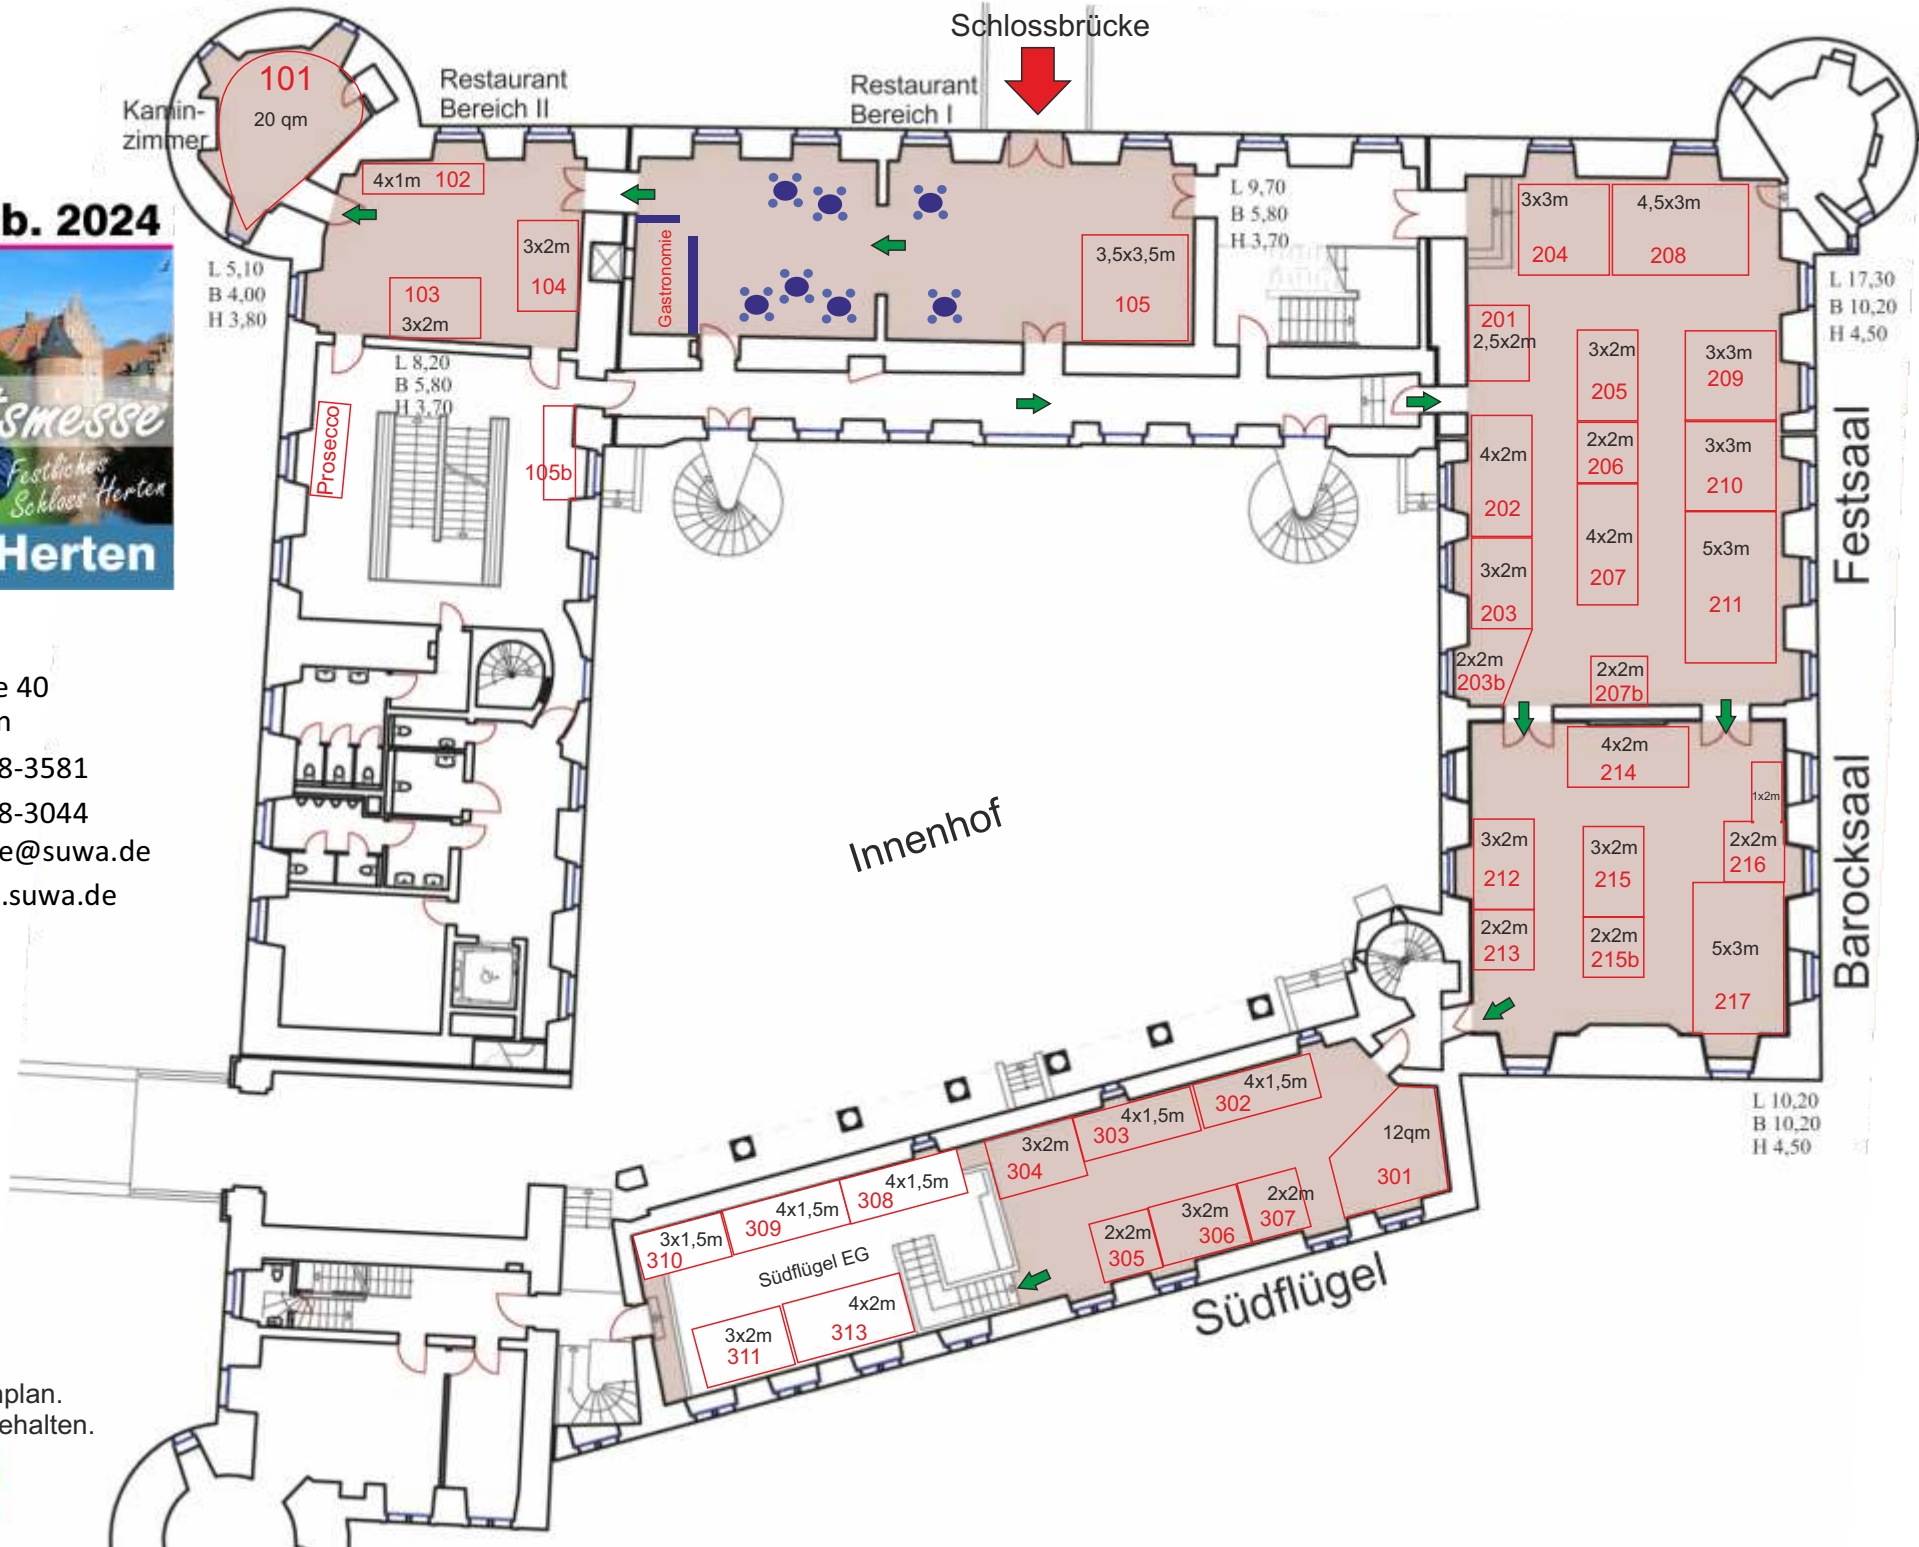 Schlossbrücke
Restaurant
Bereich II
Restaurant
Bereich I
Kamin-
zimmer
101
20 qm
4x1m 102
3x2m
104
103
3x2m
L 5,10
B 4,00
H 3,80
L 8,20
B 5,80
H 3,70
Gastronomie
3,5x3,5m
105
L 9,70
B 5,80
H 3,70
Prosecco
105b
b. 2024
smesse
Festliches
Schloss Herten
Herten
e 40
n
8-3581
8-3044
e@suwa.de
.suwa.de
3x3m
204
4,5x3m
208
L 17,30
B 10,20
H 4,50
201
2,5x2m
3x2m
205
3x3m
209
4x2m
202
2x2m
206
3x3m
210
3x2m
203
4x2m
207
5x3m
211
2x2m
203b
2x2m
207b
Festsaal
4x2m
214
1x2m
3x2m
212
3x2m
215
2x2m
216
2x2m
213
2x2m
215b
5x3m
217
Barocksaal
L 10,20
B 10,20
H 4,50
Innenhof
4x1,5m
302
4x1,5m
303
3x2m
304
12qm
301
2x2m
307
3x2m
306
2x2m
305
4x1,5m
308
4x1,5m
309
3x1,5m
310
Südflügel EG
4x2m
313
3x2m
311
Südflügel
nplan.
ehalten.